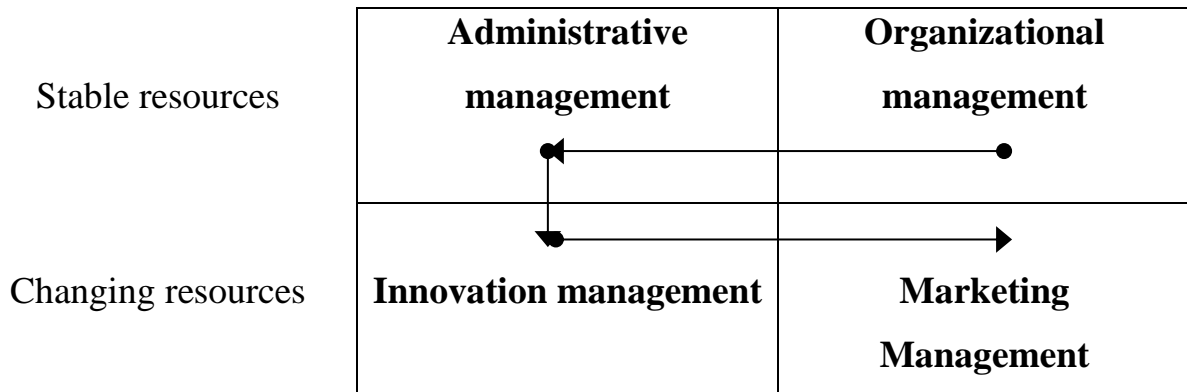 Administrative
management
Organizational
management
Stable resources
Changing resources
Innovation management
Marketing
Management